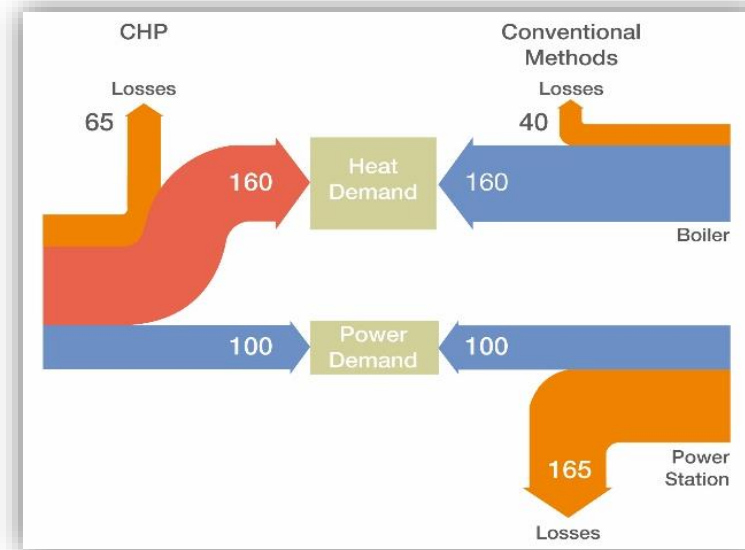 CHP
Losses
65
160
Heat
Demand
100
Power
Demand
Conventional
Methods
Losses
40
160
Boiler
100
165
Power
Station
Losses